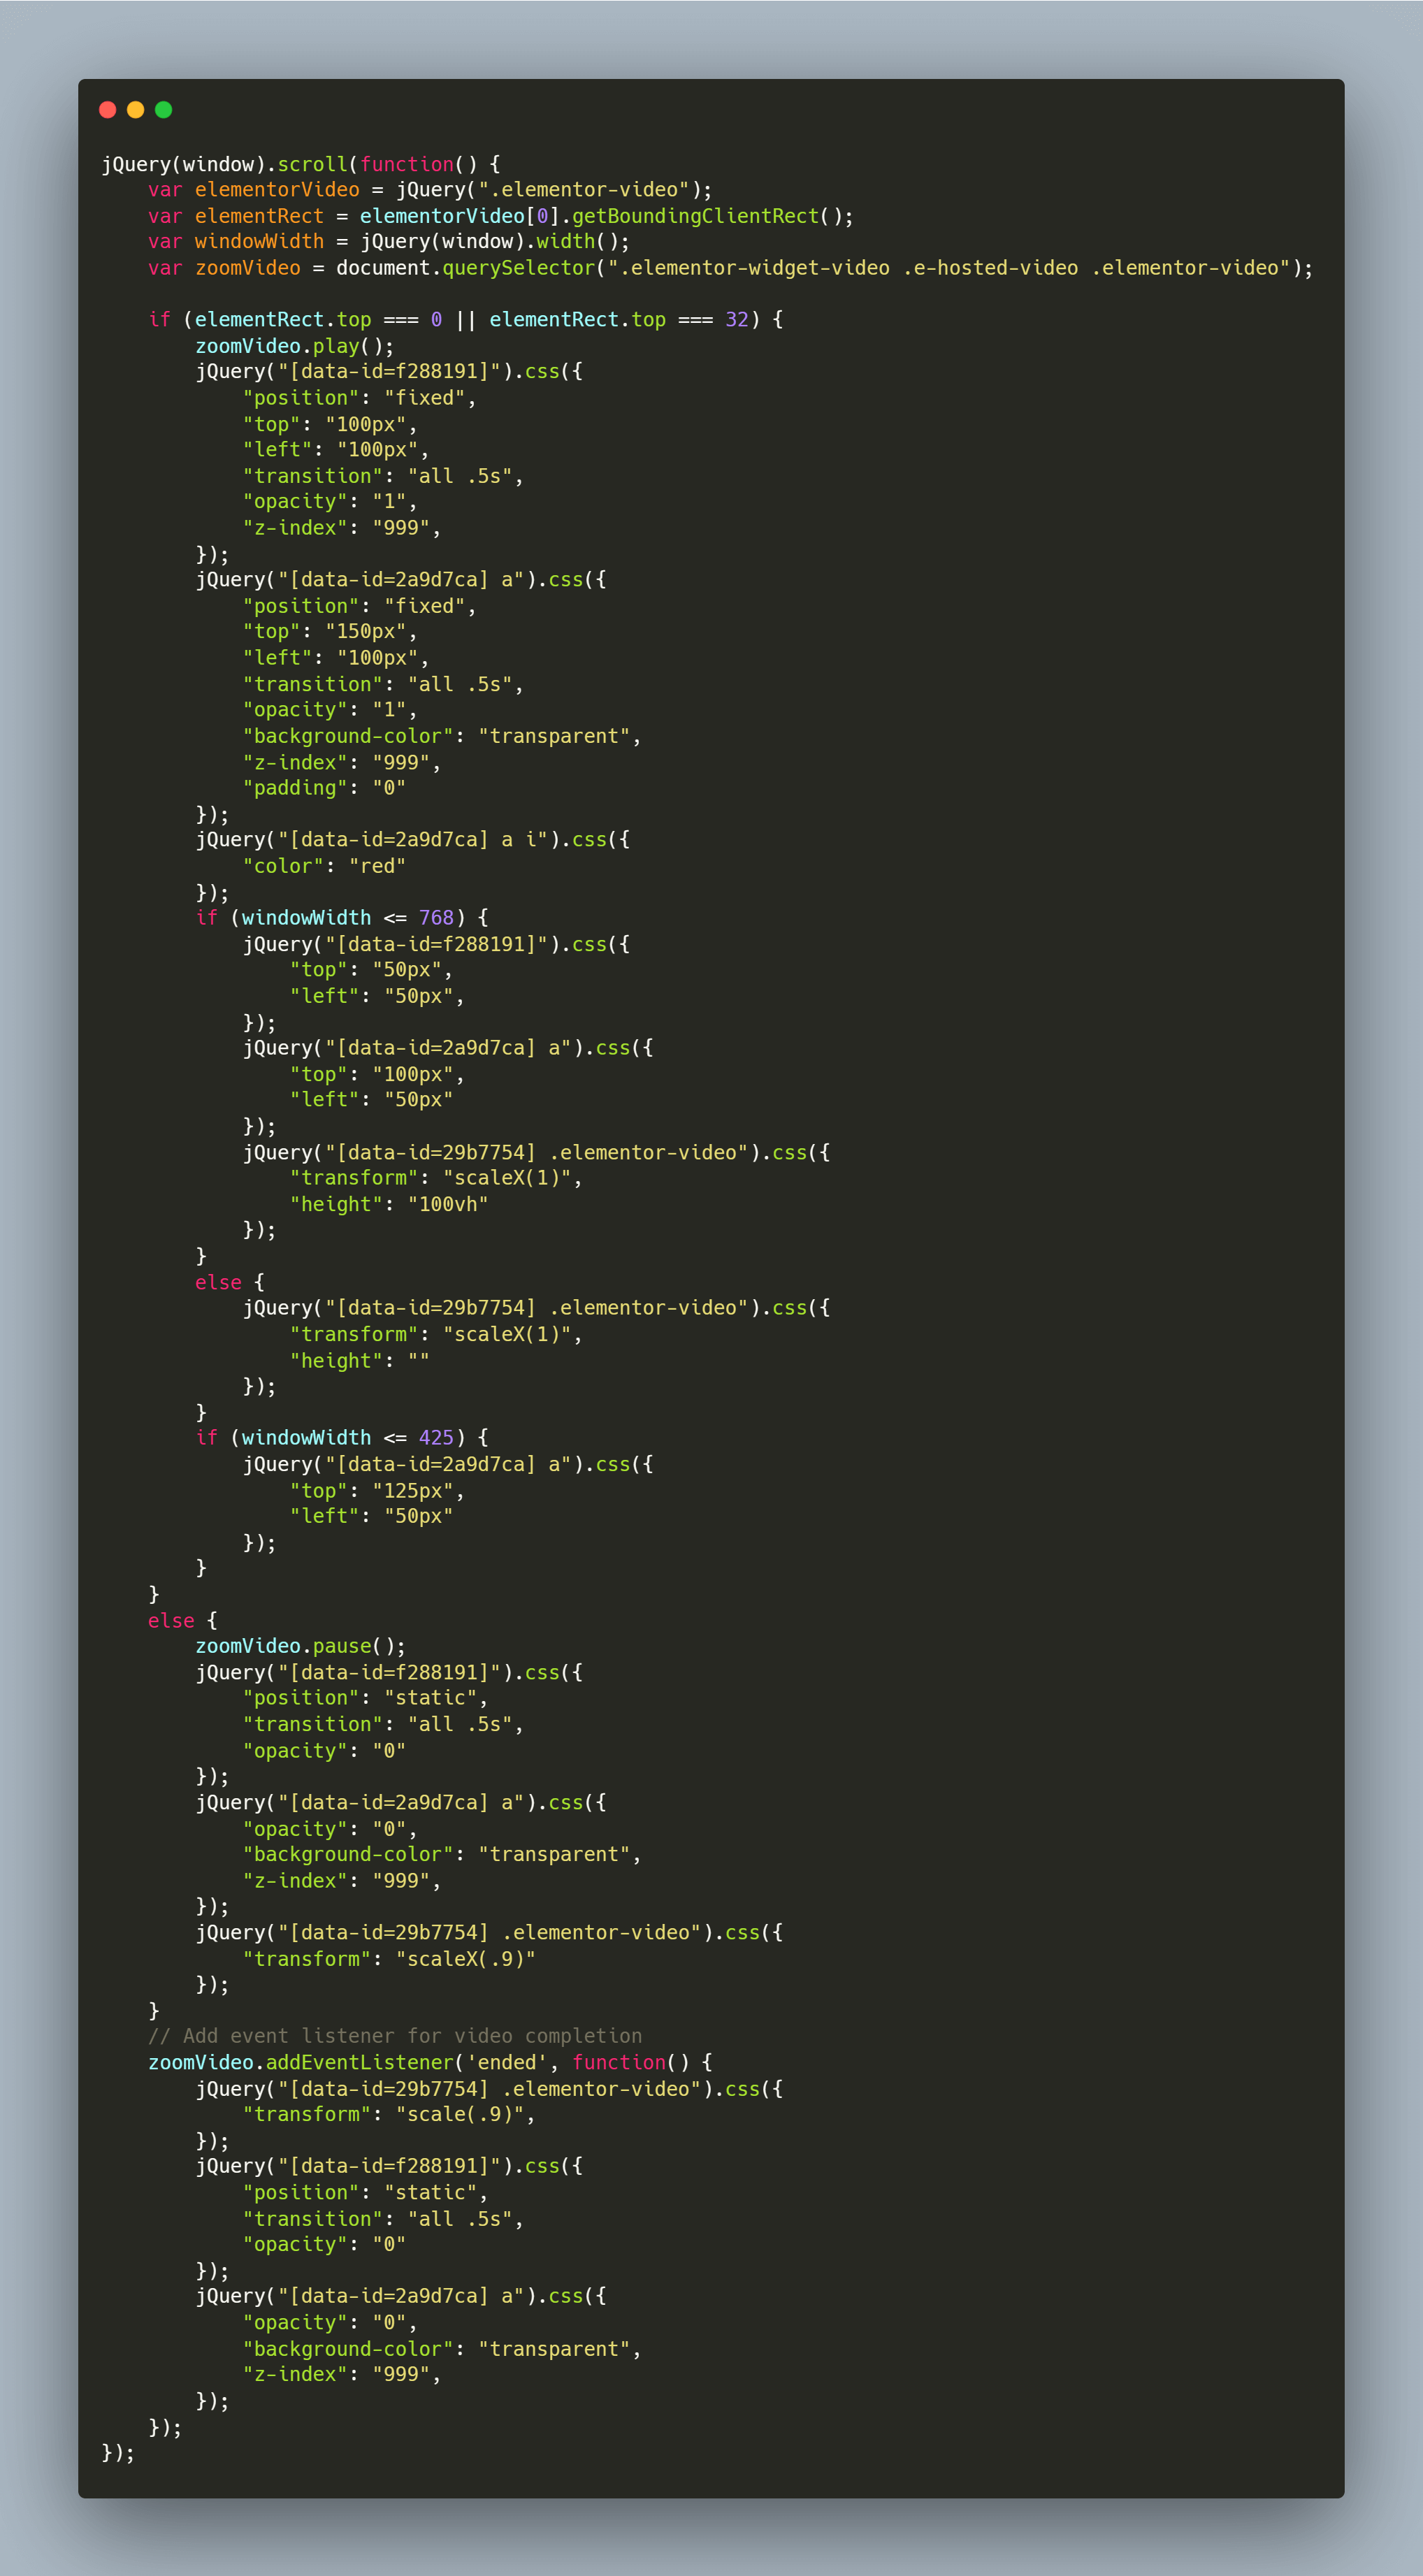 jQuery(window).scroll(function() {
    var elementorVideo = jQuery(".elementor-video");
    var elementRect = elementorVideo[0].getBoundingClientRect();
    var windowWidth = jQuery(window).width();
    var zoomVideo = document.querySelector(".elementor-widget-video .e-hosted-video .elementor-video");

    if (elementRect.top === 0 || elementRect.top === 32) {
        zoomVideo.play();
        jQuery("[data-id=f288191]").css({
            "position": "fixed",
            "top": "100px",
            "left": "100px",
            "transition": "all .5s",
            "opacity": "1",
            "z-index": "999",
        });
        jQuery("[data-id=2a9d7ca] a").css({
            "position": "fixed",
            "top": "150px",
            "left": "100px",
            "transition": "all .5s",
            "opacity": "1",
            "background-color": "transparent",
            "z-index": "999",
            "padding": "0"
        });
        jQuery("[data-id=2a9d7ca] a i").css({
            "color": "red"
        });
        if (windowWidth <= 768) {
            jQuery("[data-id=f288191]").css({
                "top": "50px",
                "left": "50px",
            });
            jQuery("[data-id=2a9d7ca] a").css({
                "top": "100px",
                "left": "50px"
            });
            jQuery("[data-id=29b7754] .elementor-video").css({
                "transform": "scaleX(1)",
                "height": "100vh"
            });
        }
        else {
            jQuery("[data-id=29b7754] .elementor-video").css({
                "transform": "scaleX(1)",
                "height": ""
            });
        }
        if (windowWidth <= 425) {
            jQuery("[data-id=2a9d7ca] a").css({
                "top": "125px",
                "left": "50px"
            });
        }
    }
    else {
        zoomVideo.pause();
        jQuery("[data-id=f288191]").css({
            "position": "static",
            "transition": "all .5s",
            "opacity": "0"
        });
        jQuery("[data-id=2a9d7ca] a").css({
            "opacity": "0",
            "background-color": "transparent",
            "z-index": "999",
        });
        jQuery("[data-id=29b7754] .elementor-video").css({
            "transform": "scaleX(.9)"
        });
    }
    // Add event listener for video completion
    zoomVideo.addEventListener('ended', function() {
        jQuery("[data-id=29b7754] .elementor-video").css({
            "transform": "scale(.9)",
        });
        jQuery("[data-id=f288191]").css({
            "position": "static",
            "transition": "all .5s",
            "opacity": "0"
        });
        jQuery("[data-id=2a9d7ca] a").css({
            "opacity": "0",
            "background-color": "transparent",
            "z-index": "999",
        });
    });
});